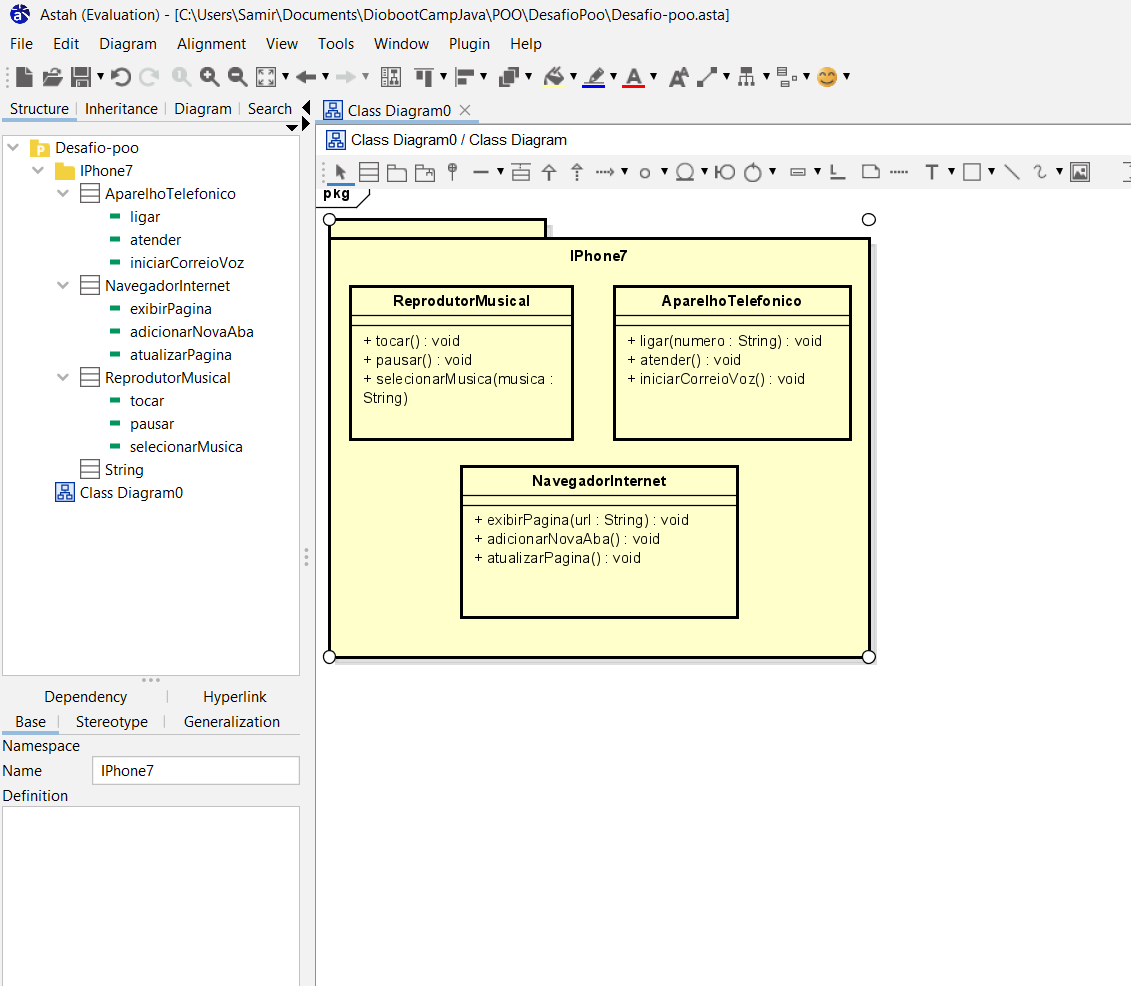 Astah (Evaluation) - [C:\Users\Samir\Documents\DiobootCampJava\POO\DesafioPoo\Desafio-poo.asta]
File Edit Diagram Alignment View Tools Window Plugin Help
Structure Inheritance Diagram Search
Class Diagram0
Class Diagram0 / Class Diagram
Desafio-poo
IPhone7
AparelhoTelefonico
ligar
atender
iniciarCorreioVoz
NavegadorInternet
exibirPagina
adicionarNovaAba
atualizarPagina
ReprodutorMusical
tocar
pausar
selecionarMusica
String
Class Diagram0
Dependency Hyperlink
Base Stereotype Generalization
Namespace
Name IPhone7
Definition
pkg
IPhone7
ReprodutorMusical
+ tocar() : void
+ pausar() : void
+ selecionarMusica(musica :
String)
AparelhoTelefonico
+ ligar(numero : String) : void
+ atender() : void
+ iniciarCorreioVoz() : void
NavegadorInternet
+ exibirPagina(url : String) : void
+ adicionarNovaAba() : void
+ atualizarPagina() : void